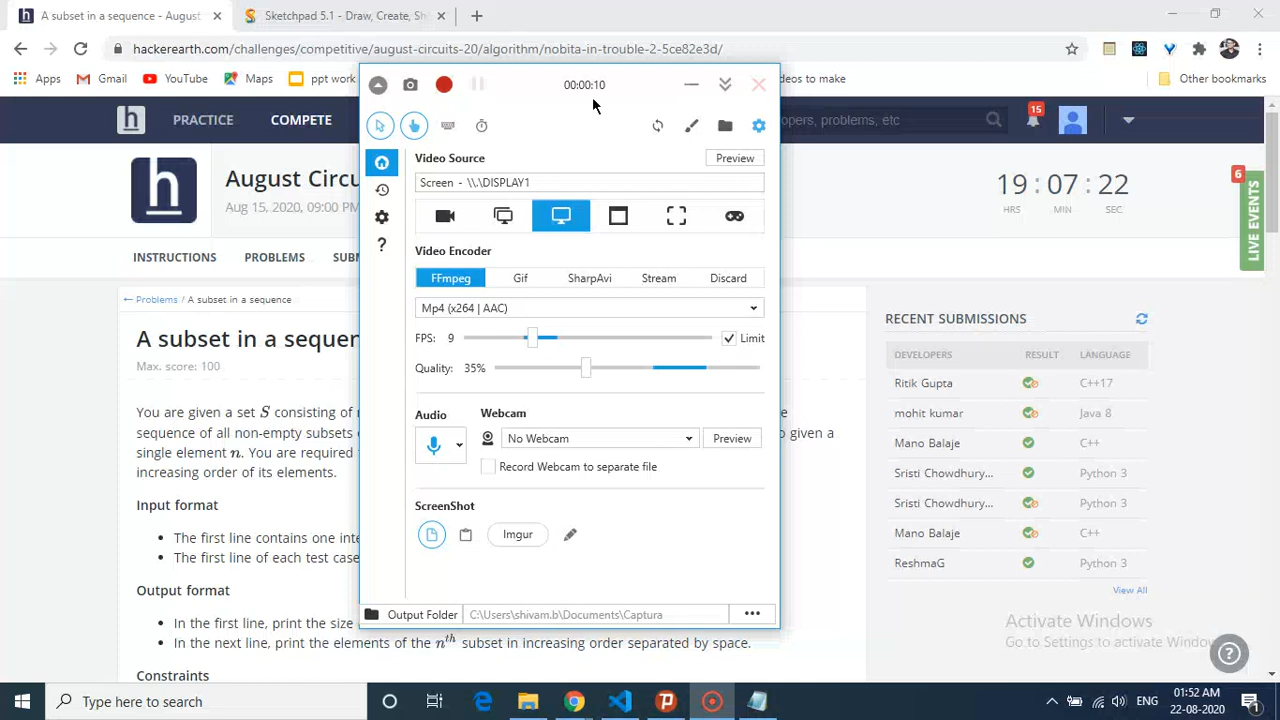 A subset in a sequence - August
Sketchpad 5.1 - Draw, Create, Sh
hackerearth.com/challenges/competitive/august-circuits-20/algorithm/nobita-in-trouble-2-5ce82e3d/
Apps
Gmail
YouTube
Maps
ppt work
deos to make
Other bookmarks
00:00:10
h
PRACTICE
COMPETE
opers, problems, etc
15
Video Source
Preview
Screen - \\.\DISPLAY1
h
August Circu
Aug 15, 2020, 09:00 PM
19 : 07 : 22
HRS
MIN
SEC
6
LIVE EVENTS
Video Encoder
FFmpeg
Gif
SharpAvi
Stream
Discard
INSTRUCTIONS
PROBLEMS
SUBM
Mp4 (x264 | AAC)
← Problems / A subset in a sequence
FPS: 9
Limit
Quality: 35%
A subset in a sequen
Max. score: 100
RECENT SUBMISSIONS
DEVELOPERS
RESULT
LANGUAGE
Ritik Gupta
C++17
mohit kumar
Java 8
Mano Balaje
C++
Sristi Chowdhury...
Python 3
Sristi Chowdhury...
Python 3
Mano Balaje
C++
ReshmaG
Python 3
View All
Audio
Webcam
No Webcam
Preview
Record Webcam to separate file
ScreenShot
Imgur
Output Folder
C:\Users\shivam.b\Documents\Captura
•••
You are given a set S consisting of
sequence of all non-empty subsets
given a
single element n. You are required
increasing order of its elements.
Input format
• The first line contains one inte
• The first line of each test case
Output format
• In the first line, print the size
• In the next line, print the elements of the nth subset in increasing order separated by space.
Constraints
Activate Windows
Go to Settings to activate Windows.
?
Type here to search
ENG
01:52 AM
22-08-2020
1